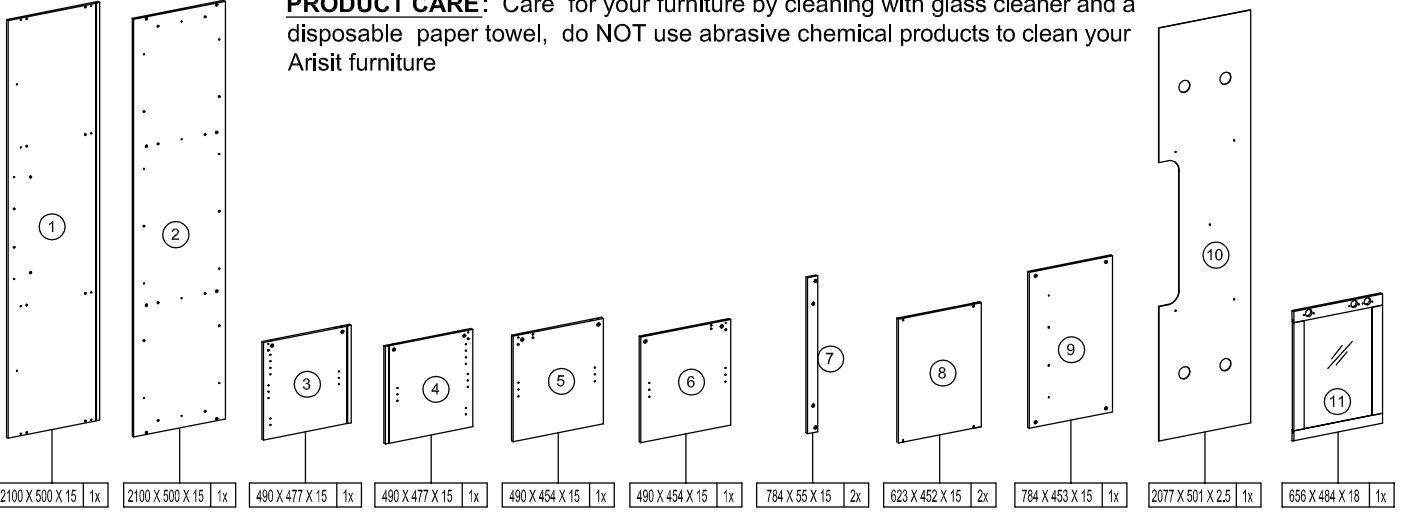 PRODUCT CARE: Care for your furniture by cleaning with glass cleaner and a
disposable paper towel, do NOT use abrasive chemical products to clean your
Arisit furniture
1
2
3
4
5
6
7
8
9
10
11
2100 X 500 X 15 1x
2100 X 500 X 15 1x
490 X 477 X 15 1x
490 X 477 X 15 1x
490 X 454 X 15 1x
490 X 454 X 15 1x
784 X 55 X 15 2x
623 X 452 X 15 2x
784 X 453 X 15 1x
2077 X 501 X 2.5 1x
656 X 484 X 18 1x